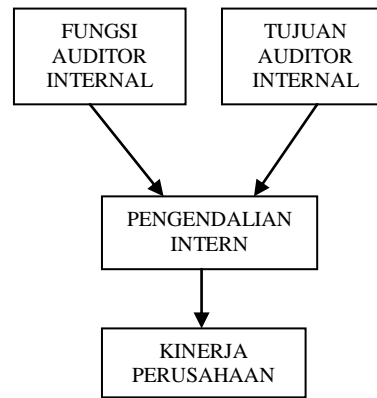 FUNGSI
AUDITOR
INTERNAL
TUJUAN
AUDITOR
INTERNAL
PENGENDALIAN
INTERN
KINERJA
PERUSAHAAN